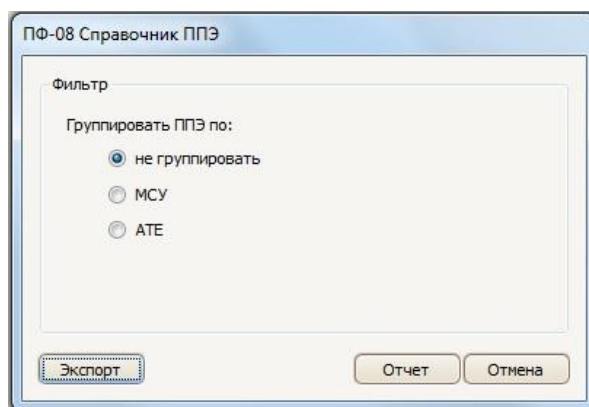 ПФ-08 Справочник ППЭ
Фильтр
Группировать ППЭ по:
не группировать
МСУ
АТЕ
Экспорт
Отчет
Отмена